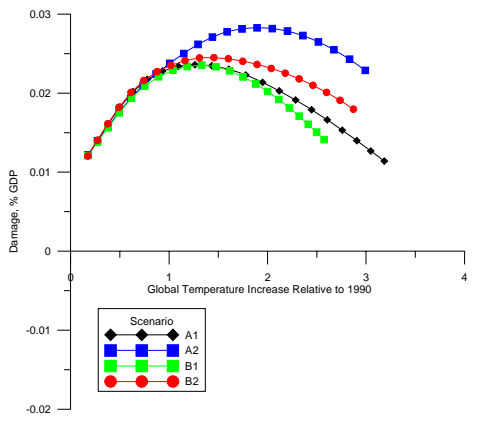 0.03
0.02
0.01
0
-0.01
-0.02
Damage, % GDP
0 1 2 3 4
Global Temperature Increase Relative to 1990
Scenario
A1
A2
B1
B2